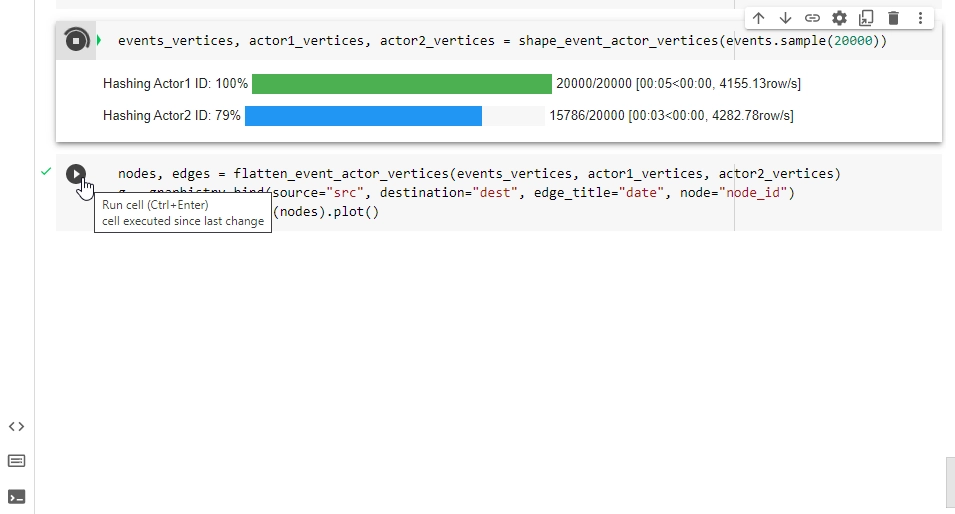 events_vertices, actor1_vertices, actor2_vertices = shape_event_actor_vertices(events.sample(20000))
Hashing Actor1 ID: 100% 20000/20000 [00:05<00:00, 4155.13row/s]
Hashing Actor2 ID: 79% 15786/20000 [00:03<00:00, 4282.78row/s]
nodes, edges = flatten_event_actor_vertices(events_vertices, actor1_vertices, actor2_vertices)
g = graphistry.bind(source="src", destination="dest", edge_title="date", node="node_id")
(nodes).plot()
Run cell (Ctrl+Enter)
cell executed since last change